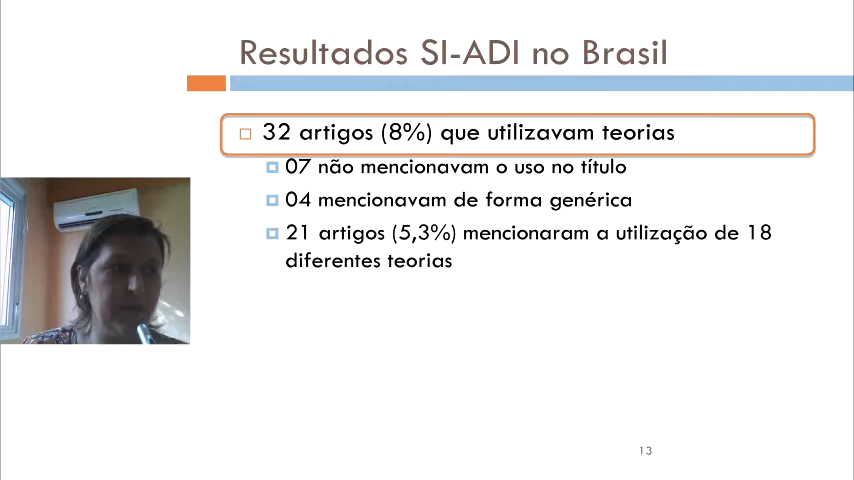 Resultados SI-ADI no Brasil
32 artigos (8%) que utilizavam teorias
07 não mencionavam o uso no título
04 mencionavam de forma genérica
21 artigos (5,3%) mencionaram a utilização de 18
diferentes teorias
13